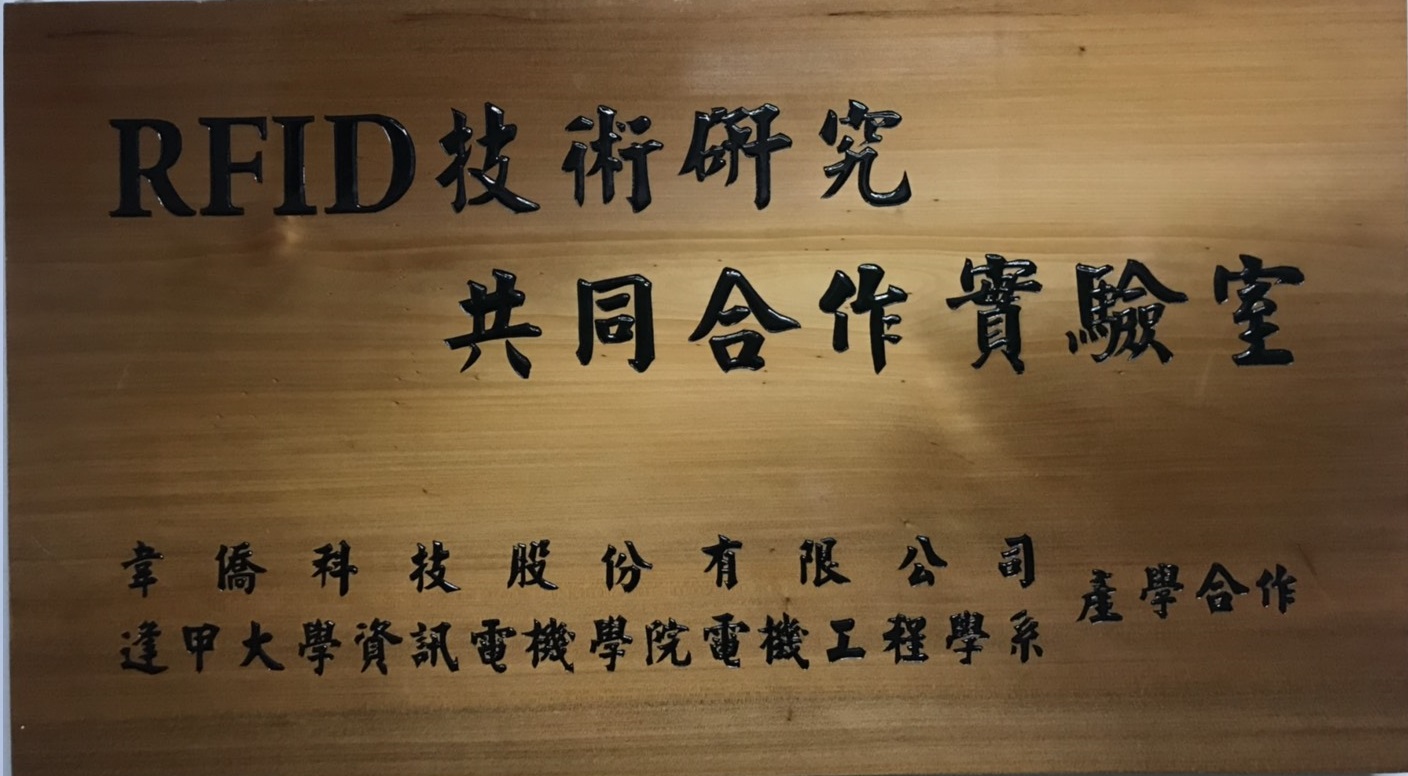 RFID技術研究
共同合作實驗室
韋僑科技股份有限公司
逢甲大學資訊電機學院電機工程學系
產學合作